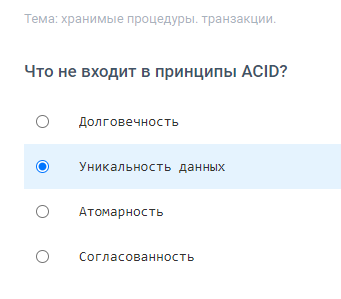 Тема: хранимые процедуры. транзакции.
Что не входит в принципы ACID?
Долговечность
Уникальность данных
Атомарность
Согласованность